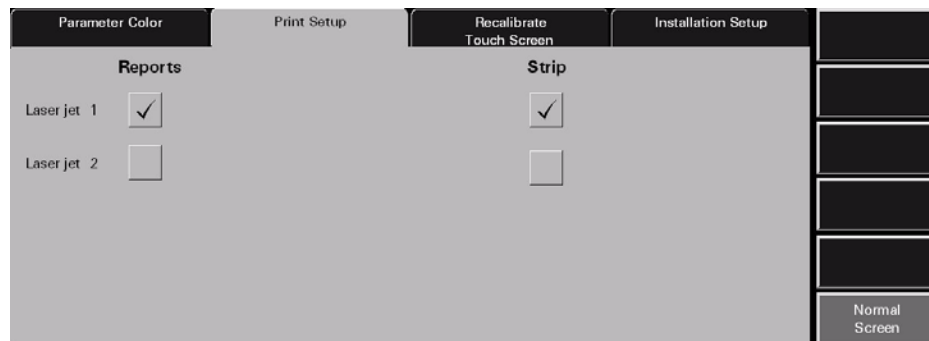 Parameter Color
Print Setup
Recalibrate
Touch Screen
Installation Setup
Reports
Strip
Laser jet 1
Laser jet 2
Normal
Screen